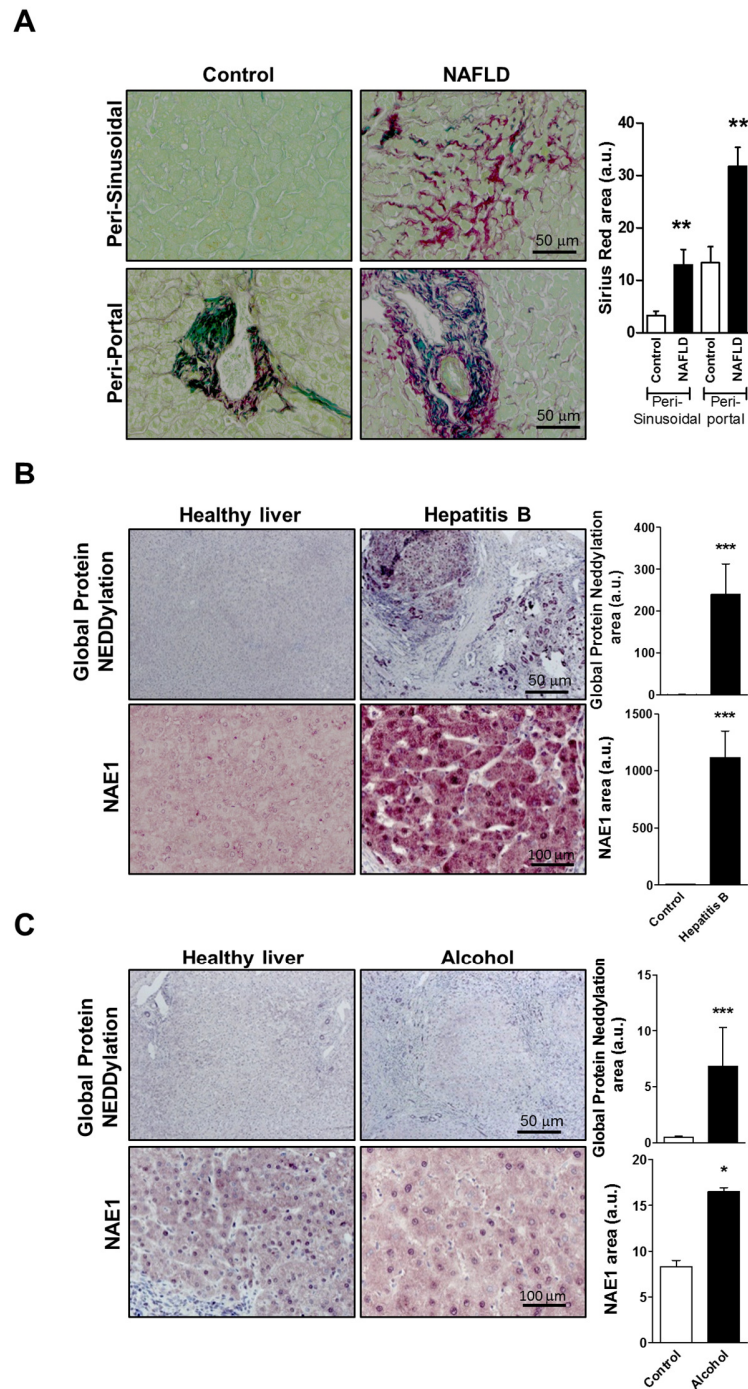 A
Control
NAFLD
Peri-Sinusoidal
50 µm
Peri-Portal
50 µm
Sirius Red area (a.u.)
40
30
20
10
0
**
**
Control
NAFLD
Control
NAFLD
Peri-
Sinusoidal
Peri-
portal
B
Healthy liver
Hepatitis B
Global Protein
NEDDylation
50 µm
NAE1
100 µm
Global Protein Neddylation
area (a.u.)
400
300
200
100
0
***
NAE1 area (a.u.)
1500
1000
500
0
***
Control
Hepatitis B
C
Healthy liver
Alcohol
Global Protein
NEDDylation
50 µm
NAE1
100 µm
Global Protein Neddylation
area (a.u.)
15
10
5
0
***
NAE1 area (a.u.)
20
15
10
5
0
*
Control
Alcohol